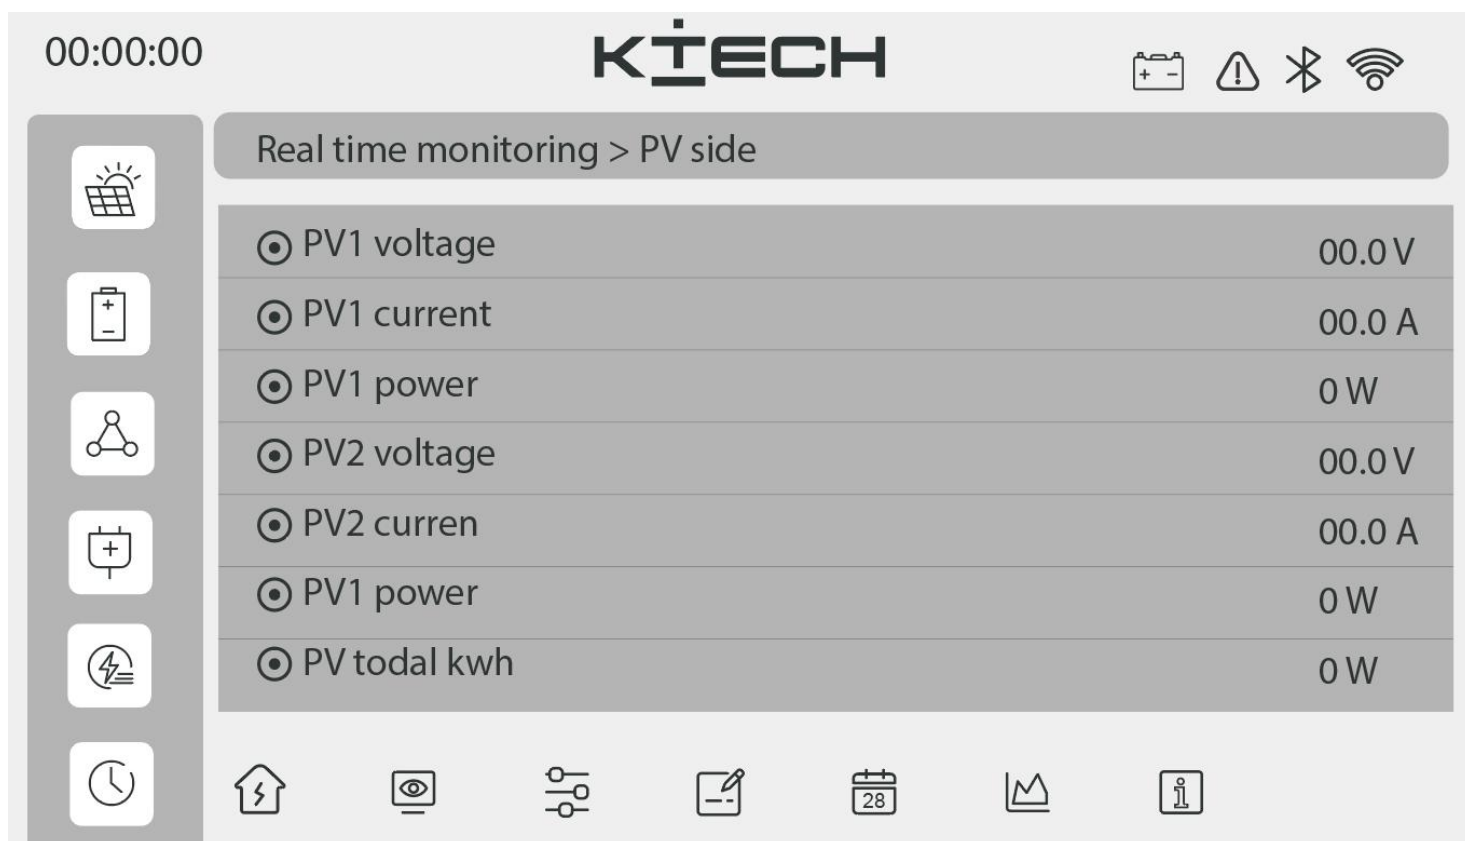 00:00:00
KTECH
Real time monitoring > PV side
PV1 voltage 00.0 V
PV1 current 00.0 A
PV1 power 0 W
PV2 voltage 00.0 V
PV2 curren 00.0 A
PV1 power 0 W
PV todal kwh 0 W
28